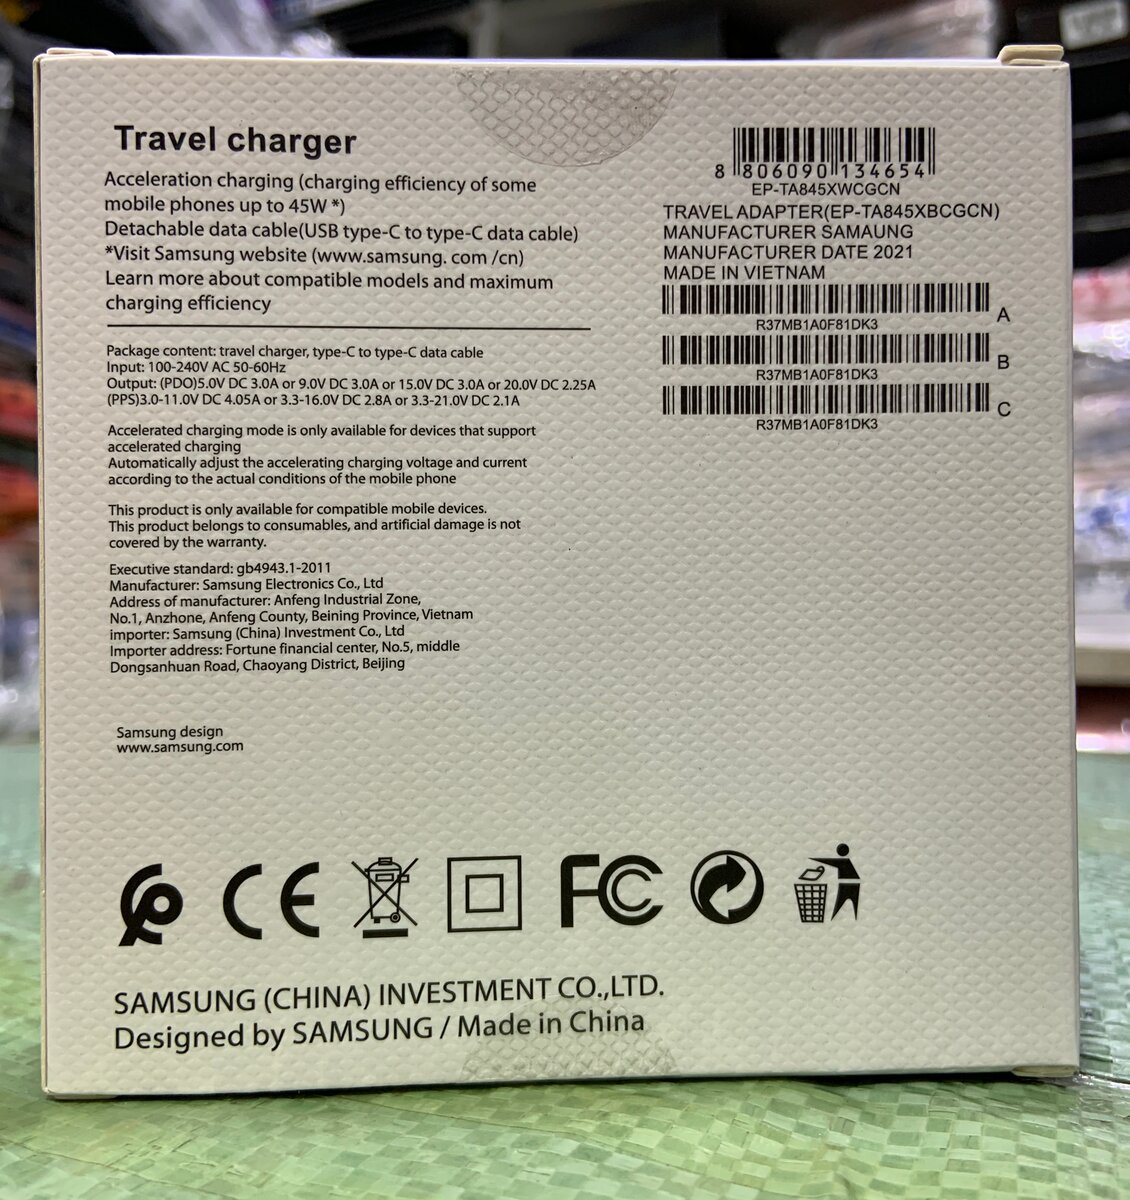 Travel charger
Acceleration charging (charging efficiency of some
mobile phones up to 45W *)
Detachable data cable(USB type-C to type-C data cable)
*Visit Samsung website (www.samsung. com /cn)
Learn more about compatible models and maximum
charging efficiency
Package content: travel charger, type-C to type-C data cable
Input: 100-240V AC 50-60Hz
Output: (PDO)5.0V DC 3.0A or 9.0V DC 3.0A or 15.0V DC 3.0A or 20.0V DC 2.25A
(PPS)3.0-11.0V DC 4.05A or 3.3-16.0V DC 2.8A or 3.3-21.0V DC 2.1A
Accelerated charging mode is only available for devices that support
accelerated charging
Automatically adjust the accelerating charging voltage and current
according to the actual conditions of the mobile phone
This product is only available for compatible mobile devices.
This product belongs to consumables, and artificial damage is not
covered by the warranty.
Executive standard: gb4943.1-2011
Manufacturer: Samsung Electronics Co., Ltd
Address of manufacturer: Anfeng Industrial Zone,
No.1, Anzhone, Anfeng County, Beining Province, Vietnam
importer: Samsung (China) Investment Co., Ltd
Importer address: Fortune financial center, No.5, middle
Dongsanhuan Road, Chaoyang District, Beijing
Samsung design
www.samsung.com
8 806090 134654
EP-TA845XWCGCN
TRAVEL ADAPTER(EP-TA845XBCGCN)
MANUFACTURER SAMAUNG
MANUFACTURER DATE 2021
MADE IN VIETNAM
A
R37MB1A0F81DK3
B
R37MB1A0F81DK3
C
R37MB1A0F81DK3
CE FC
SAMSUNG (CHINA) INVESTMENT CO.,LTD.
Designed by SAMSUNG / Made in China